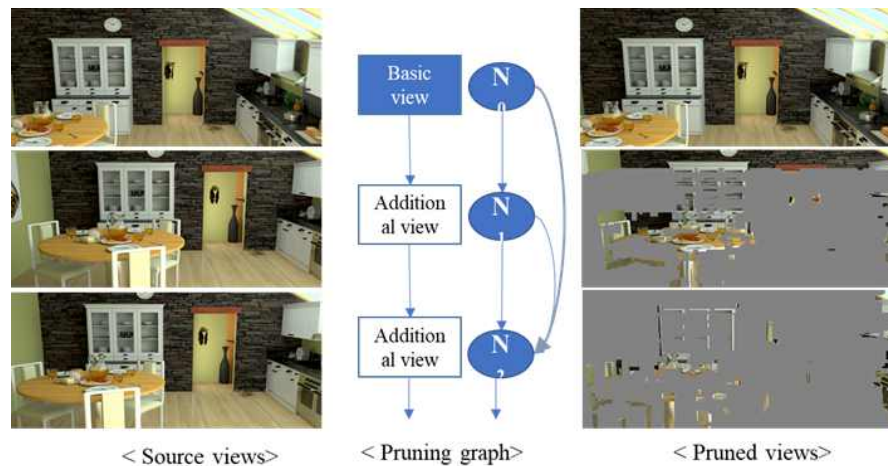 Basic
view
N
0
Addition
al view
N
1
Addition
al view
N
2
< Source views>
< Pruning graph>
< Pruned views>